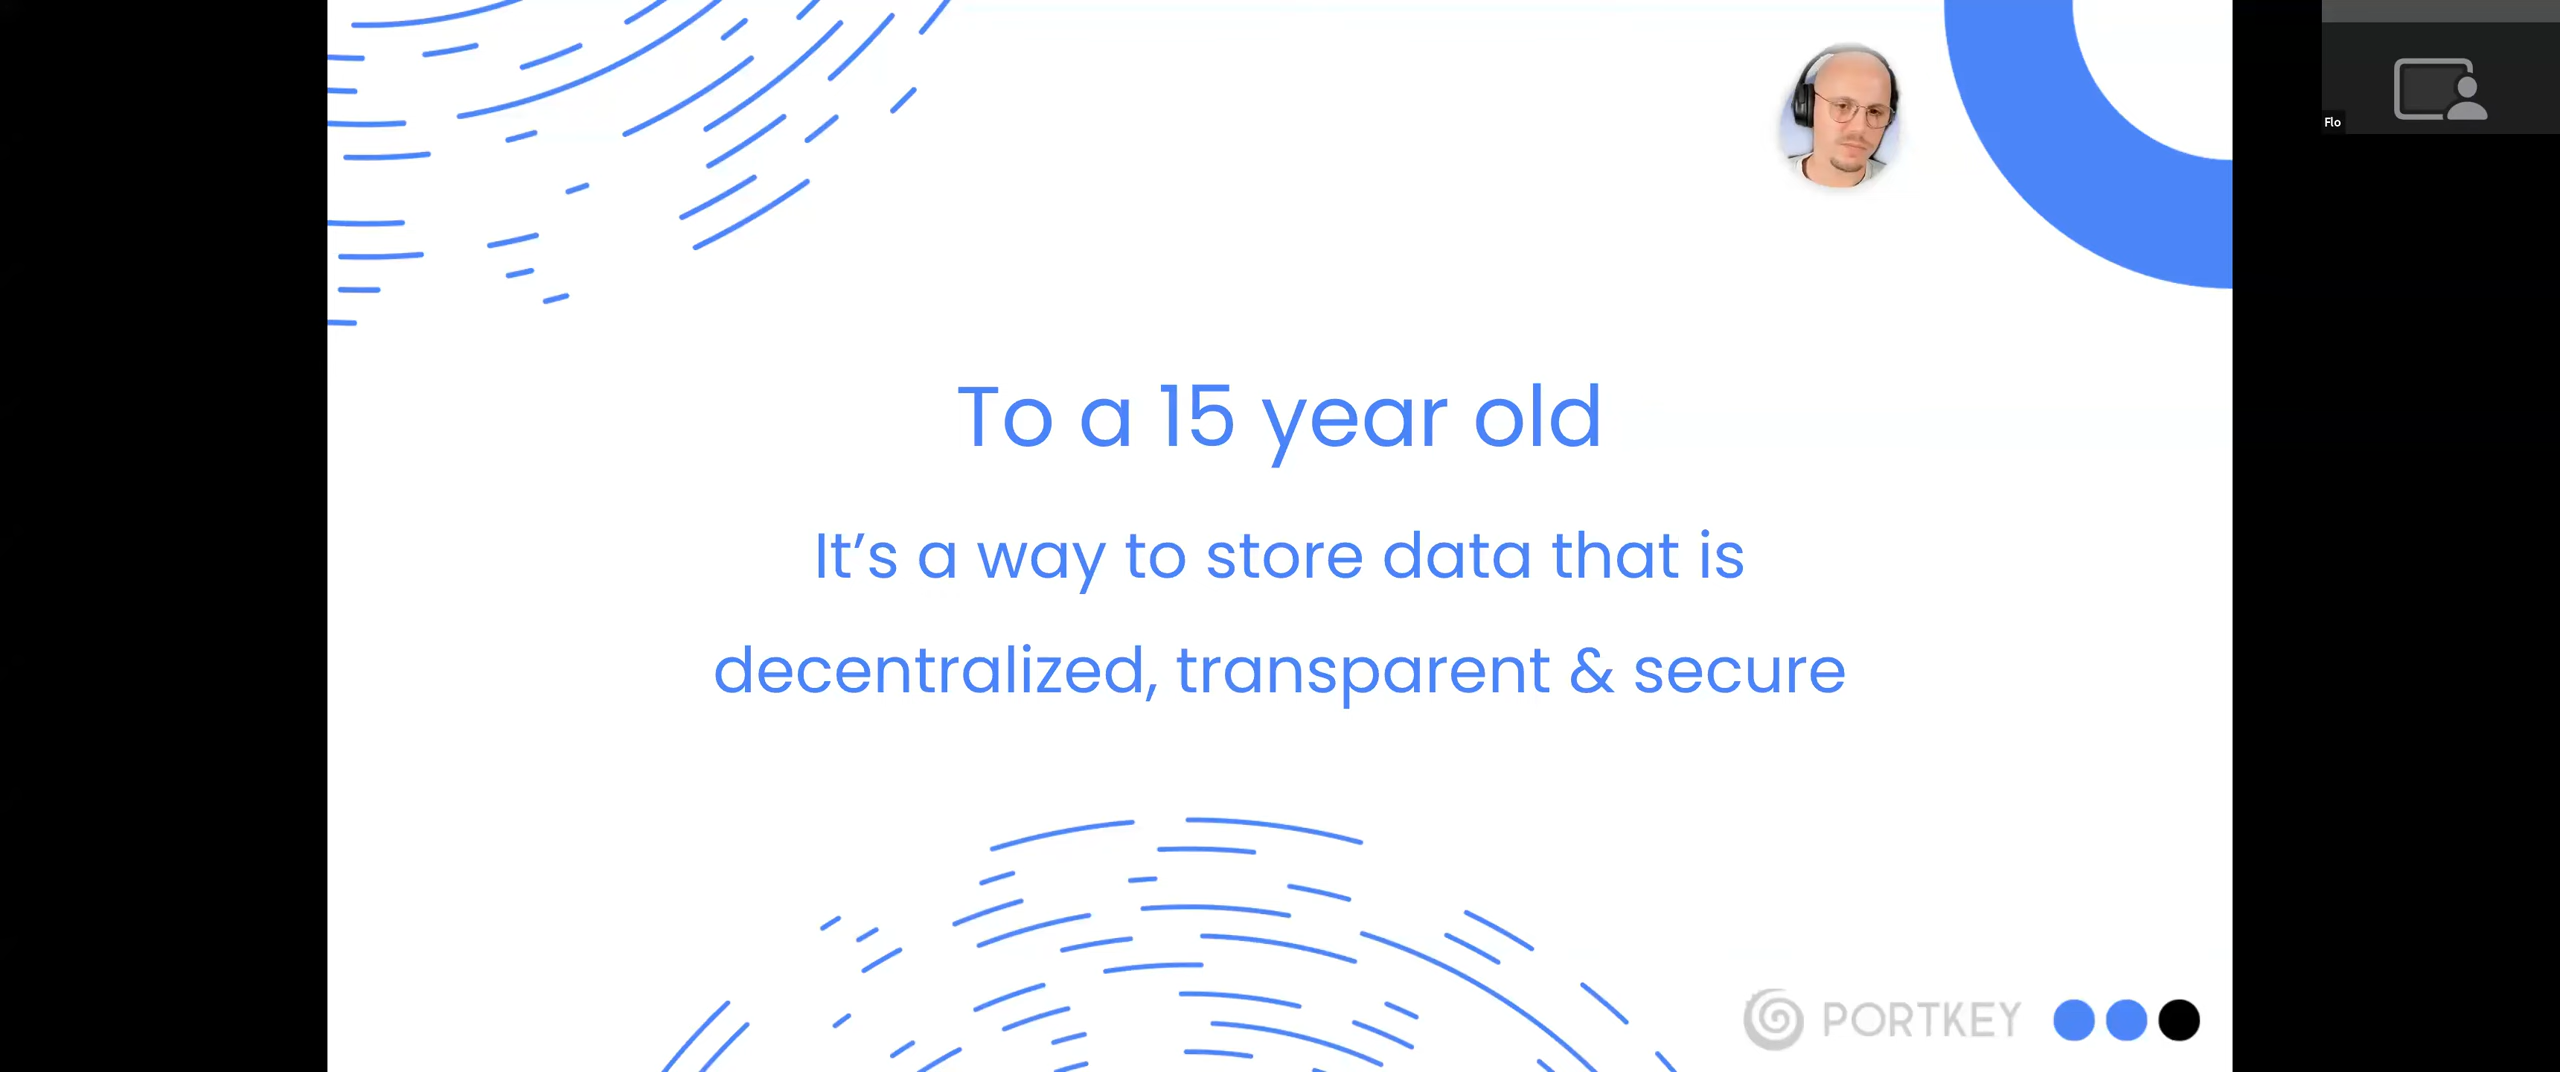 Flo
To a 15 year old
It’s a way to store data that is
decentralized, transparent & secure
PORTKEY